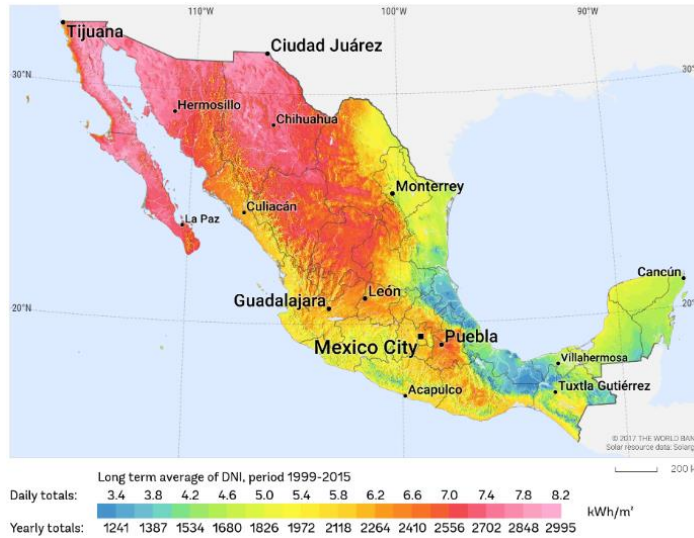 110°W
100°W
90°W
Tijuana
Ciudad Juárez
30°N
30°
Hermosillo
Chihuahua
Monterrey
Culiacán
La Paz
Cancún
León
20°N
20°
Guadalajara
Mexico City
Puebla
Villahermosa
Acapulco
Tuxtla Gutiérrez
© 2017 THE WORLD BAN
Solar resource data: Solarg
200 k
Long term average of DNI, period 1999-2015
Daily totals: 3.4 3.8 4.2 4.6 5.0 5.4 5.8 6.2 6.6 7.0 7.4 7.8 8.2
kWh/m²
Yearly totals: 1241 1387 1534 1680 1826 1972 2118 2264 2410 2556 2702 2848 2995